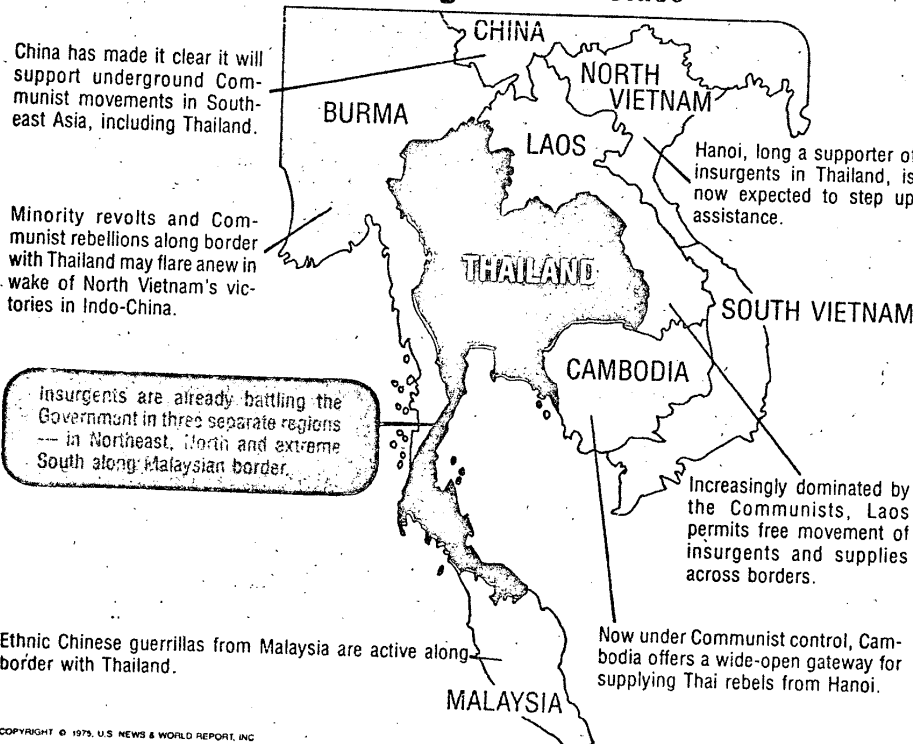 China has made it clear it will
support underground Com-
munist movements in South-
east Asia, including Thailand.
CHINA
NORTH
VIETNAM
BURMA
LAOS
Hanoi, long a supporter of
insurgents in Thailand, is
now expected to step up
assistance.
Minority revolts and Com-
munist rebellions along border
with Thailand may flare anew in
wake of North Vietnam's vic-
tories in Indo-China.
THAILAND
SOUTH VIETNAM
CAMBODIA
Insurgents are already battling the
Government in three separate regions
— in Northeast, North and extreme
South along Malaysian border.
Increasingly dominated by
the Communists, Laos
permits free movement of
insurgents and supplies
across borders.
Now under Communist control, Cam-
bodia offers a wide-open gateway for
supplying Thai rebels from Hanoi.
Ethnic Chinese guerrillas from Malaysia are active along
border with Thailand.
MALAYSIA
COPYRIGHT © 1975, U.S. NEWS & WORLD REPORT, INC